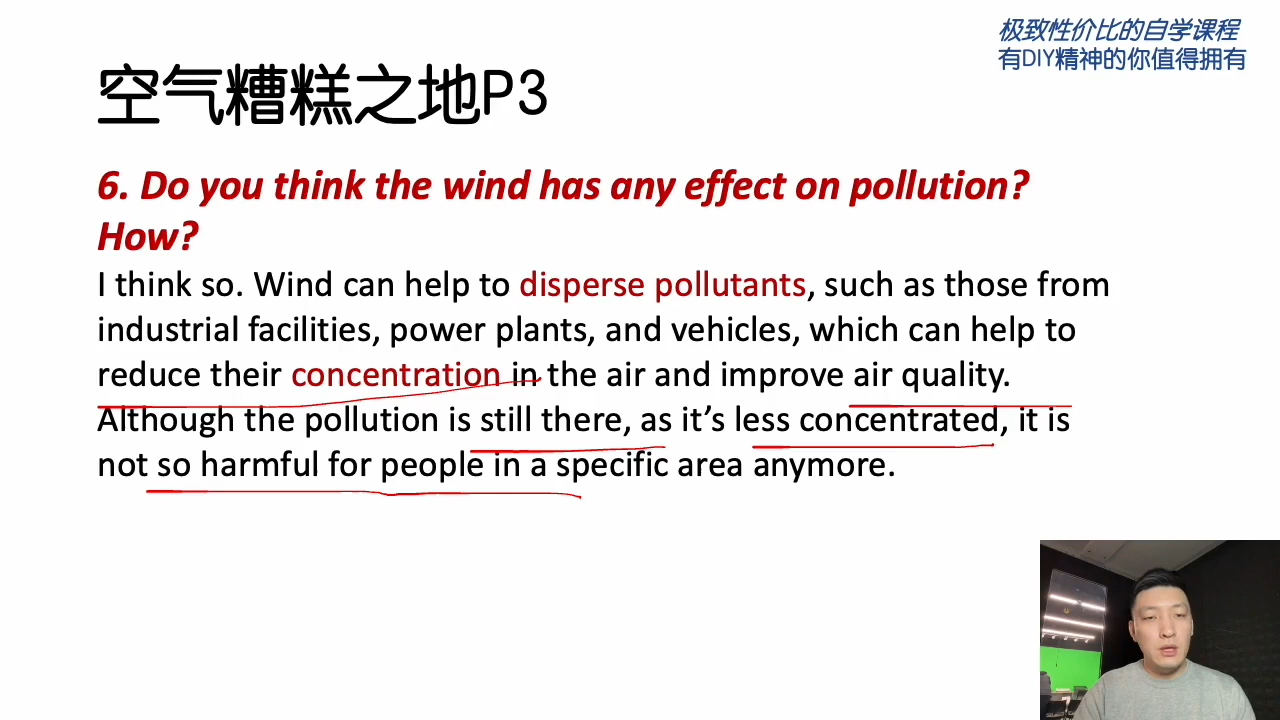 极致性价比的自学课程
有DIY精神的你值得拥有
空气糟糕之地P3
6. Do you think the wind has any effect on pollution?
How?
I think so. Wind can help to disperse pollutants, such as those from
industrial facilities, power plants, and vehicles, which can help to
reduce their concentration in the air and improve air quality.
Although the pollution is still there, as it’s less concentrated, it is
not so harmful for people in a specific area anymore.